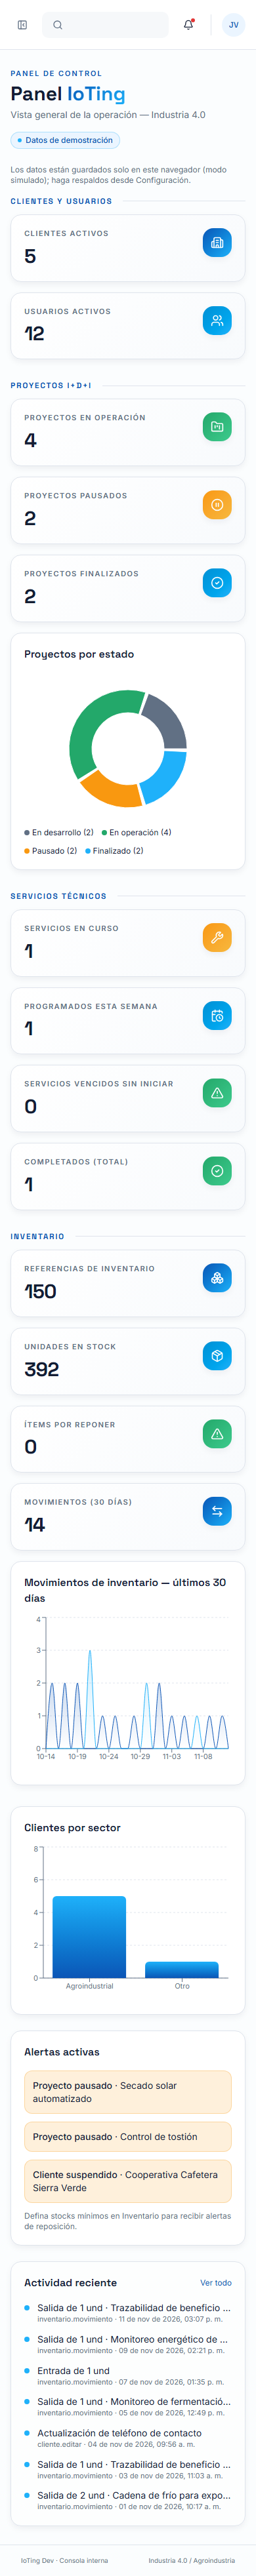 JV
PANEL DE CONTROL
Panel IoTing
Vista general de la operación — Industria 4.0
Datos de demostración
Los datos están guardados solo en este navegador (modo
simulado); haga respaldos desde Configuración.
CLIENTES Y USUARIOS
CLIENTES ACTIVOS
5
USUARIOS ACTIVOS
12
PROYECTOS I+D+I
PROYECTOS EN OPERACIÓN
4
PROYECTOS PAUSADOS
2
PROYECTOS FINALIZADOS
2
Proyectos por estado
En desarrollo (2)
En operación (4)
Pausado (2)
Finalizado (2)
SERVICIOS TÉCNICOS
SERVICIOS EN CURSO
1
PROGRAMADOS ESTA SEMANA
1
SERVICIOS VENCIDOS SIN INICIAR
0
COMPLETADOS (TOTAL)
1
INVENTARIO
REFERENCIAS DE INVENTARIO
150
UNIDADES EN STOCK
392
ÍTEMS POR REPONER
0
MOVIMIENTOS (30 DÍAS)
14
Movimientos de inventario — últimos 30
días
4
3
2
1
0
10-14 10-19 10-24 10-29 11-03 11-08
Clientes por sector
8
6
4
2
0
Agroindustrial Otro
Alertas activas
Proyecto pausado · Secado solar
automatizado
Proyecto pausado · Control de tostión
Cliente suspendido · Cooperativa Cafetera
Sierra Verde
Defina stocks mínimos en Inventario para recibir alertas
de reposición.
Actividad reciente
Ver todo
Salida de 1 und · Trazabilidad de beneficio ...
inventario.movimiento · 11 de nov de 2026, 03:07 p. m.
Salida de 1 und · Monitoreo energético de ...
inventario.movimiento · 09 de nov de 2026, 02:21 p. m.
Entrada de 1 und
inventario.movimiento · 07 de nov de 2026, 01:35 p. m.
Salida de 1 und · Monitoreo de fermentació...
inventario.movimiento · 05 de nov de 2026, 12:49 p. m.
Actualización de teléfono de contacto
cliente.editar · 04 de nov de 2026, 09:56 a. m.
Salida de 1 und · Trazabilidad de beneficio ...
inventario.movimiento · 03 de nov de 2026, 11:03 a. m.
Salida de 2 und · Cadena de frío para expo...
inventario.movimiento · 01 de nov de 2026, 10:17 a. m.
IoTing Dev · Consola interna
Industria 4.0 / Agroindustria